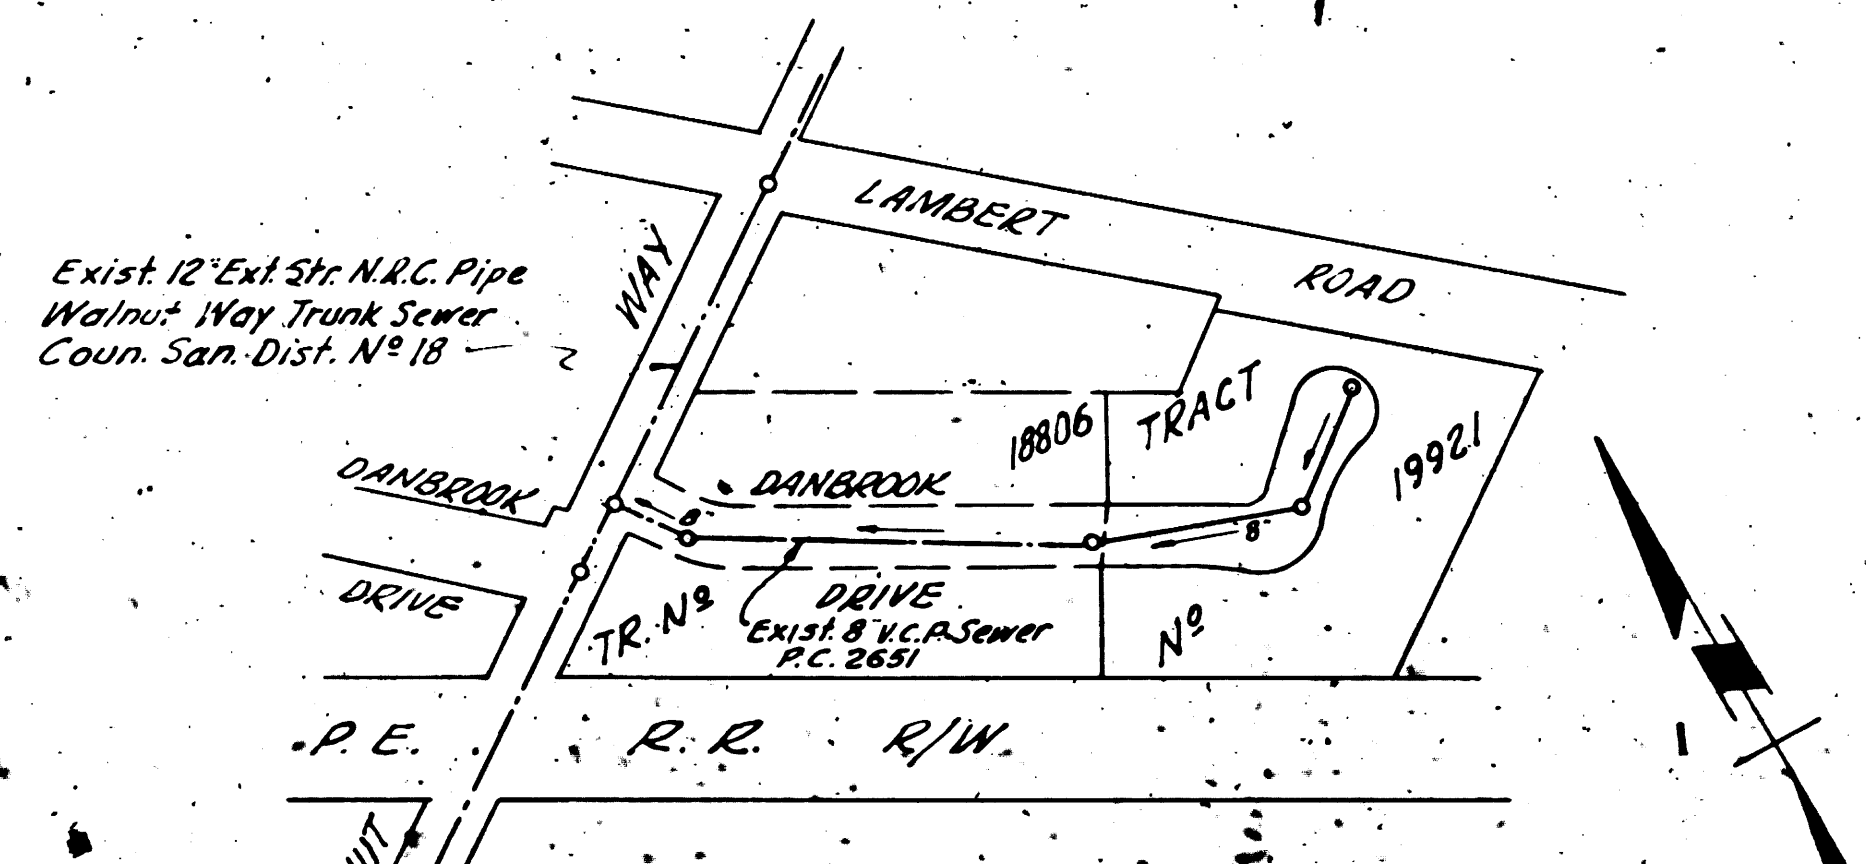 LAMBERT
ROAD
WAY
Exist. 12" Ext. Str. N.R.C. Pipe
Walnut Way Trunk Sewer
Coun. San. Dist. Nº 18
TRACT
18806
19921
DANBROOK
DANBROOK
8"
8"
DRIVE
DRIVE
TR. Nº
Exist. 8" V.C.P. Sewer
P.C. 2651
Nº
P. E. R. R. R/W